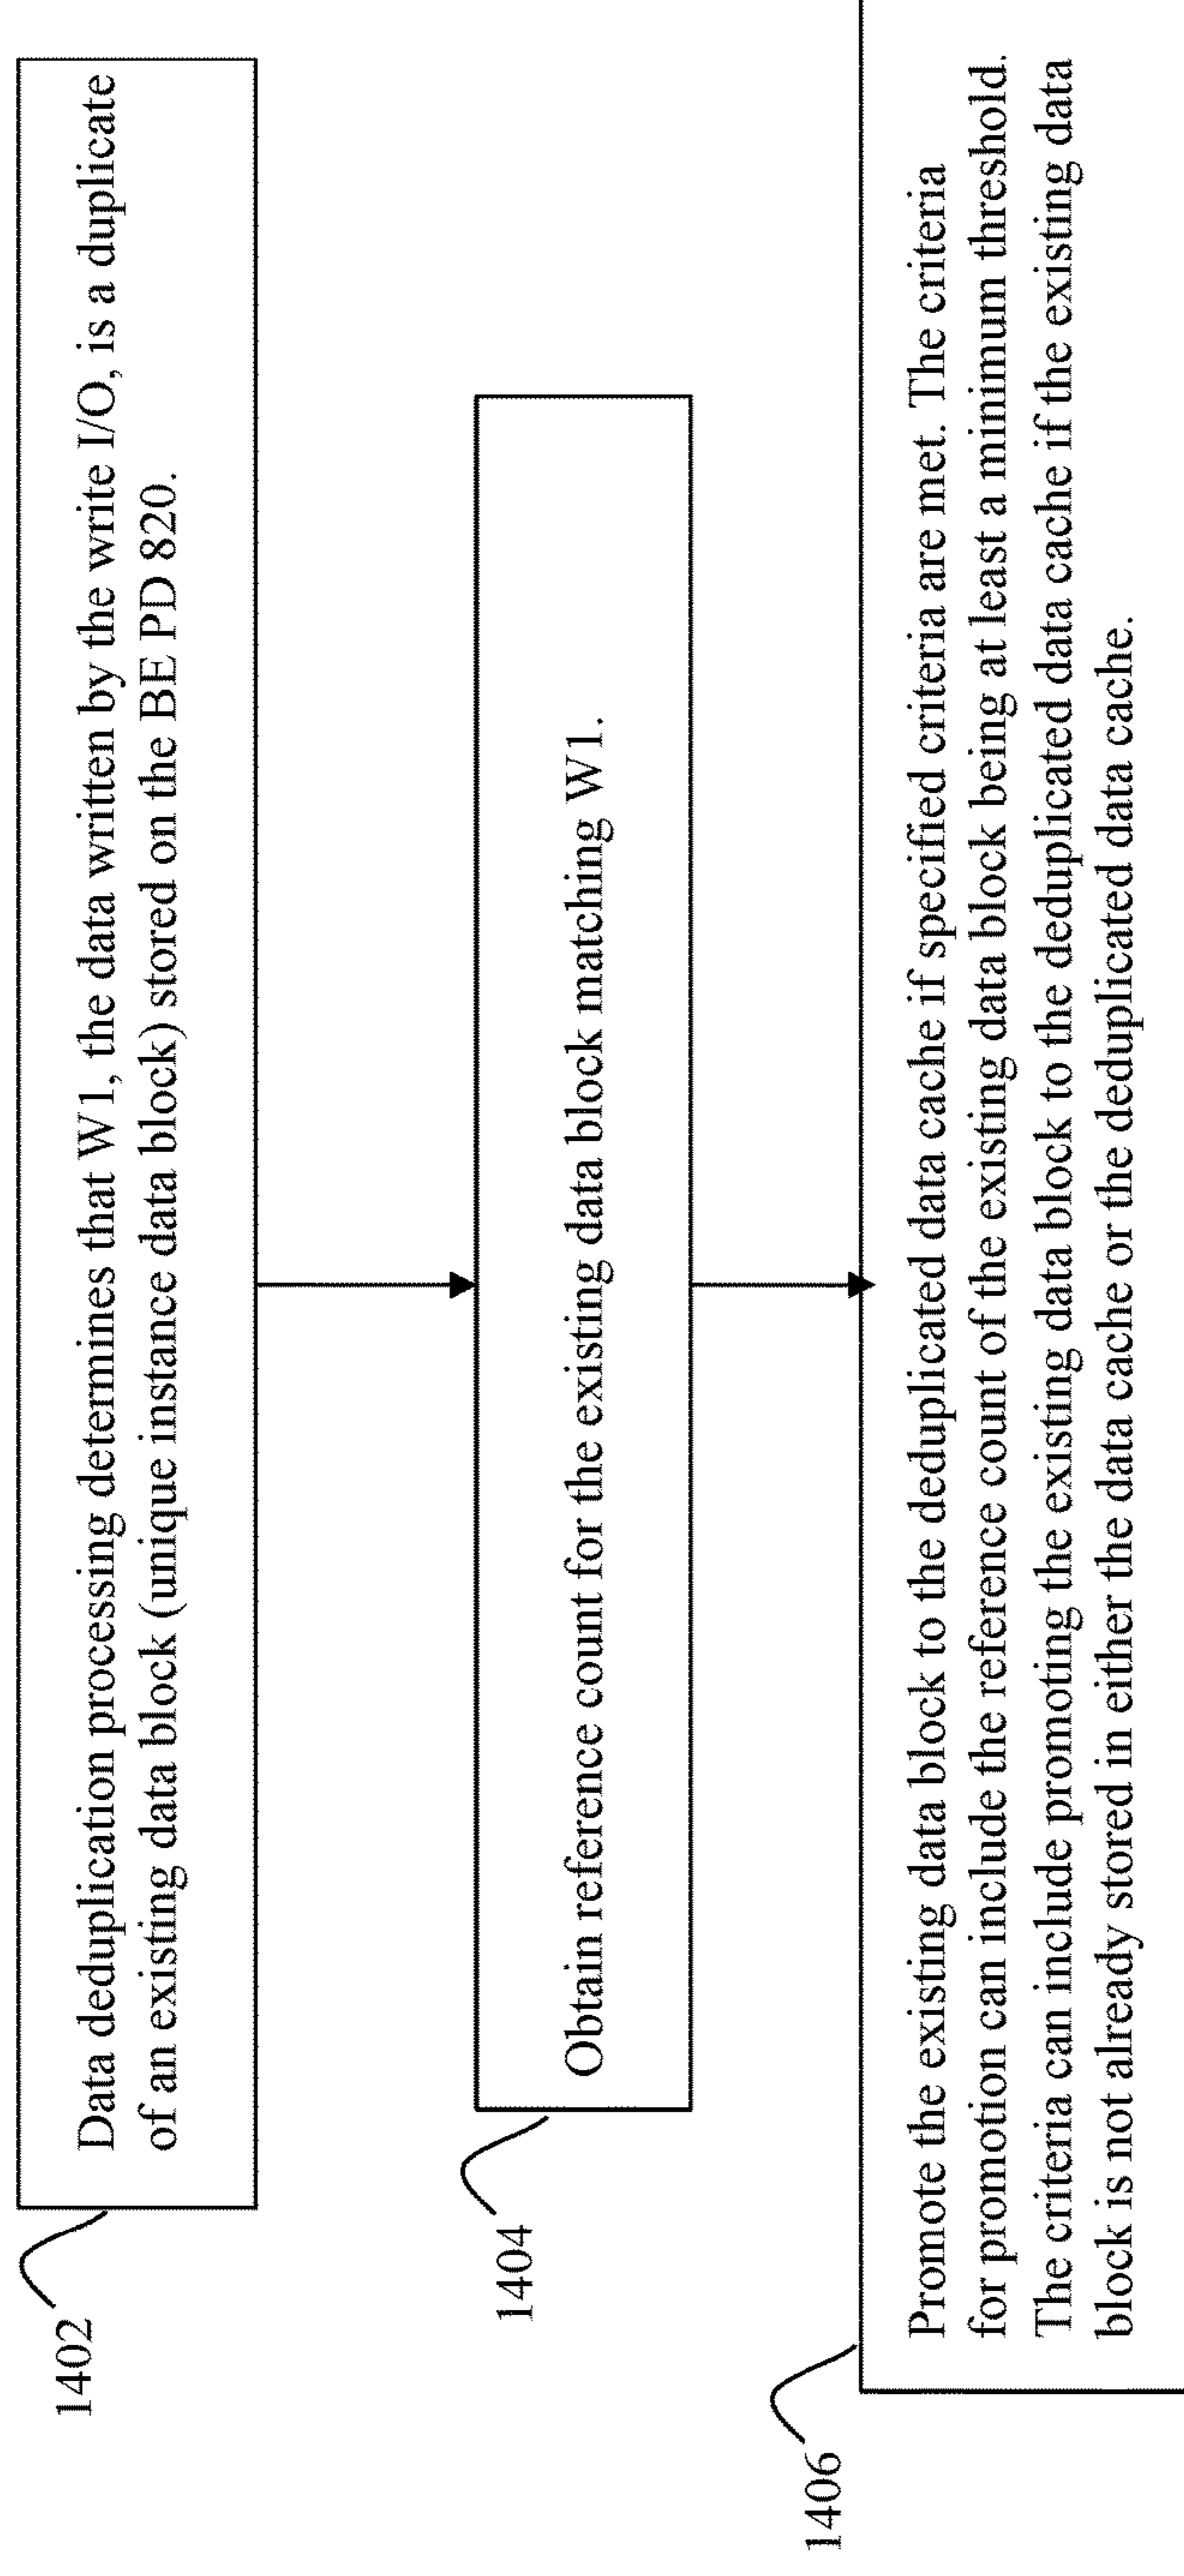 1402
Data deduplication processing determines that W1, the data written by the write I/O, is a duplicate
of an existing data block (unique instance data block) stored on the BE PD 820.
1404
Obtain reference count for the existing data block matching W1.
1406
Promote the existing data block to the deduplicated data cache if specified criteria are met. The criteria
for promotion can include the reference count of the existing data block being at least a minimum threshold.
The criteria can include promoting the existing data block to the deduplicated data cache if the existing data
block is not already stored in either the data cache or the deduplicated data cache.